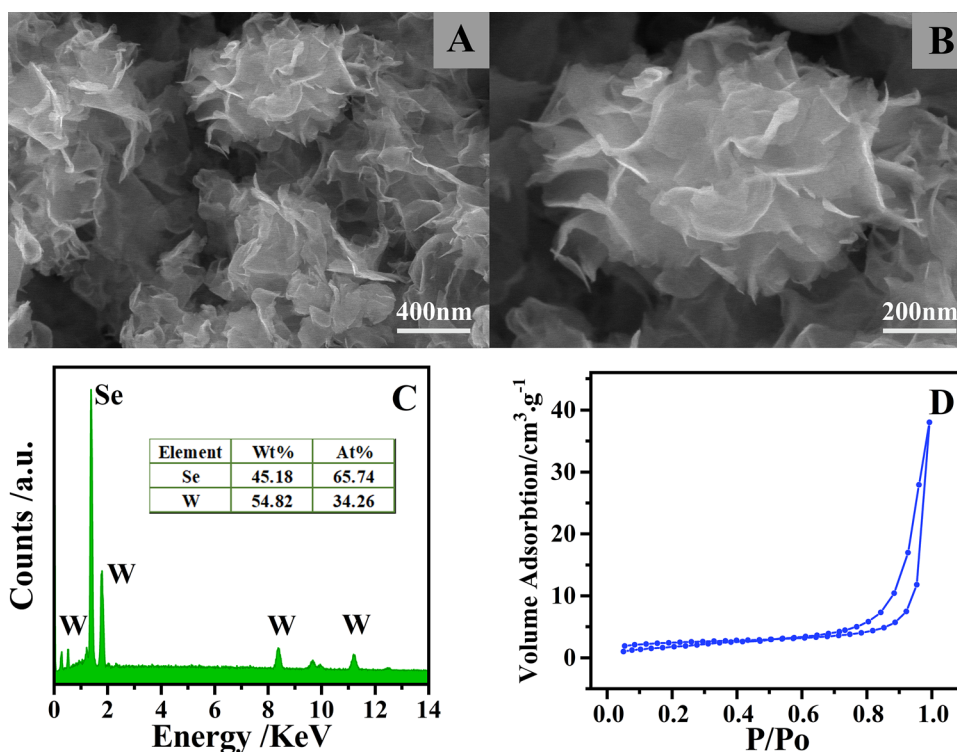 A
400nm
B
200nm
C
Se
W
W
W
W
Element Wt% At%
Se 45.18 65.74
W 54.82 34.26
Counts /a.u.
0 2 4 6 8 10 12 14
Energy /KeV
D
Volume Adsorbtion/cm³·g⁻¹
40
30
20
10
0
0.0 0.2 0.4 0.6 0.8 1.0
P/Po